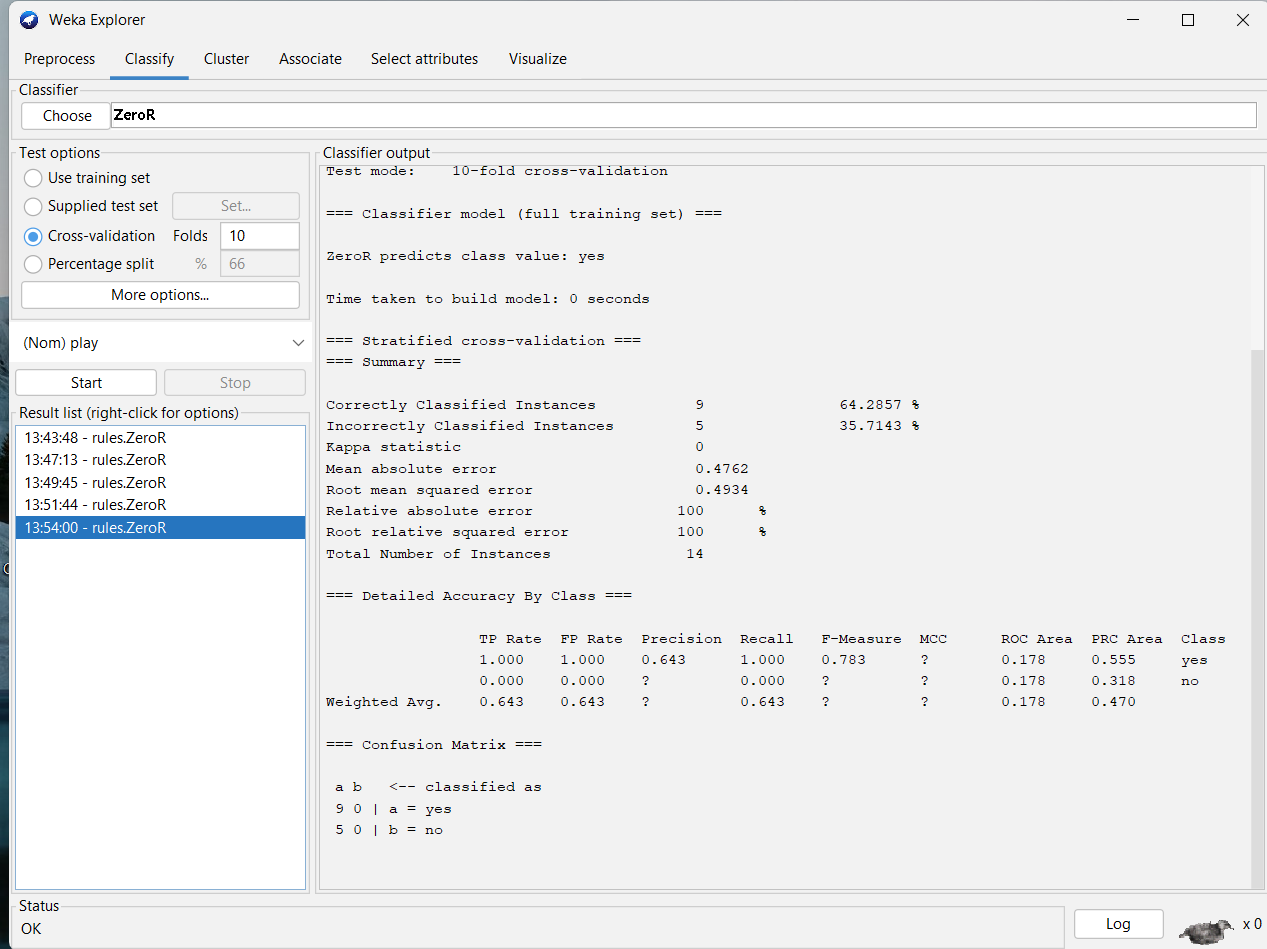 Weka Explorer
Preprocess Classify Cluster Associate Select attributes Visualize
Classifier
Choose ZeroR
Test options
Use training set
Supplied test set Set...
Cross-validation Folds 10
Percentage split % 66
More options...
(Nom) play
Start Stop
Result list (right-click for options)
13:43:48 - rules.ZeroR
13:47:13 - rules.ZeroR
13:49:45 - rules.ZeroR
13:51:44 - rules.ZeroR
13:54:00 - rules.ZeroR
Classifier output
Test mode:    10-fold cross-validation
=== Classifier model (full training set) ===
ZeroR predicts class value: yes
Time taken to build model: 0 seconds
=== Stratified cross-validation ===
=== Summary ===
Correctly Classified Instances           9               64.2857 %
Incorrectly Classified Instances         5               35.7143 %
Kappa statistic                          0
Mean absolute error                      0.4762
Root mean squared error                  0.4934
Relative absolute error                100      %
Root relative squared error            100      %
Total Number of Instances               14
=== Detailed Accuracy By Class ===
                 TP Rate  FP Rate  Precision  Recall   F-Measure  MCC      ROC Area  PRC Area  Class
                 1.000    1.000    0.643      1.000    0.783      ?        0.178     0.555     yes
                 0.000    0.000    ?          0.000    ?          ?        0.178     0.318     no
Weighted Avg.    0.643    0.643    ?          0.643    ?          ?        0.178     0.470
=== Confusion Matrix ===
 a b   <-- classified as
 9 0 | a = yes
 5 0 | b = no
Status
OK
Log x 0